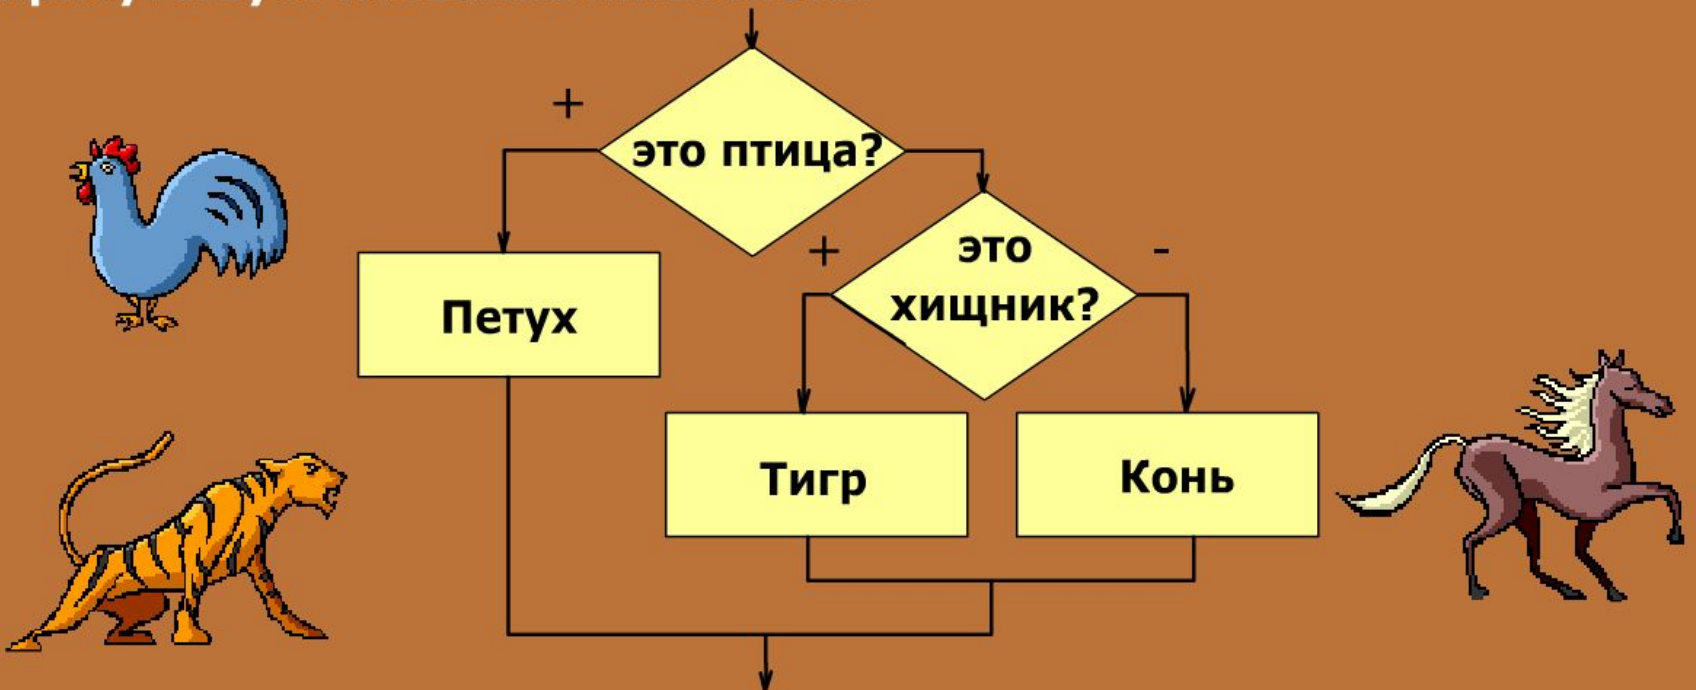 +
это птица?
+
это
хищник?
-
Петух
Тигр
Конь